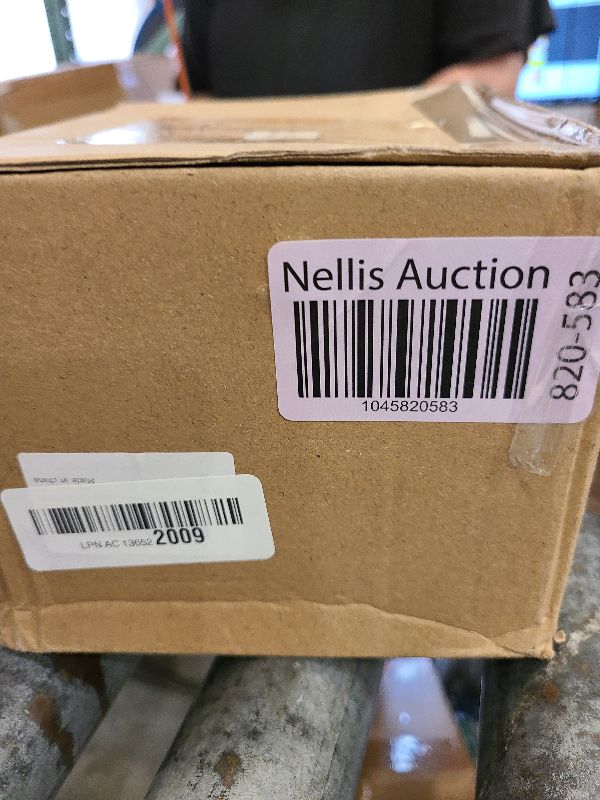 Nellis Auction
1045820583
820-583
Made in china
LPN AC 13652 2009